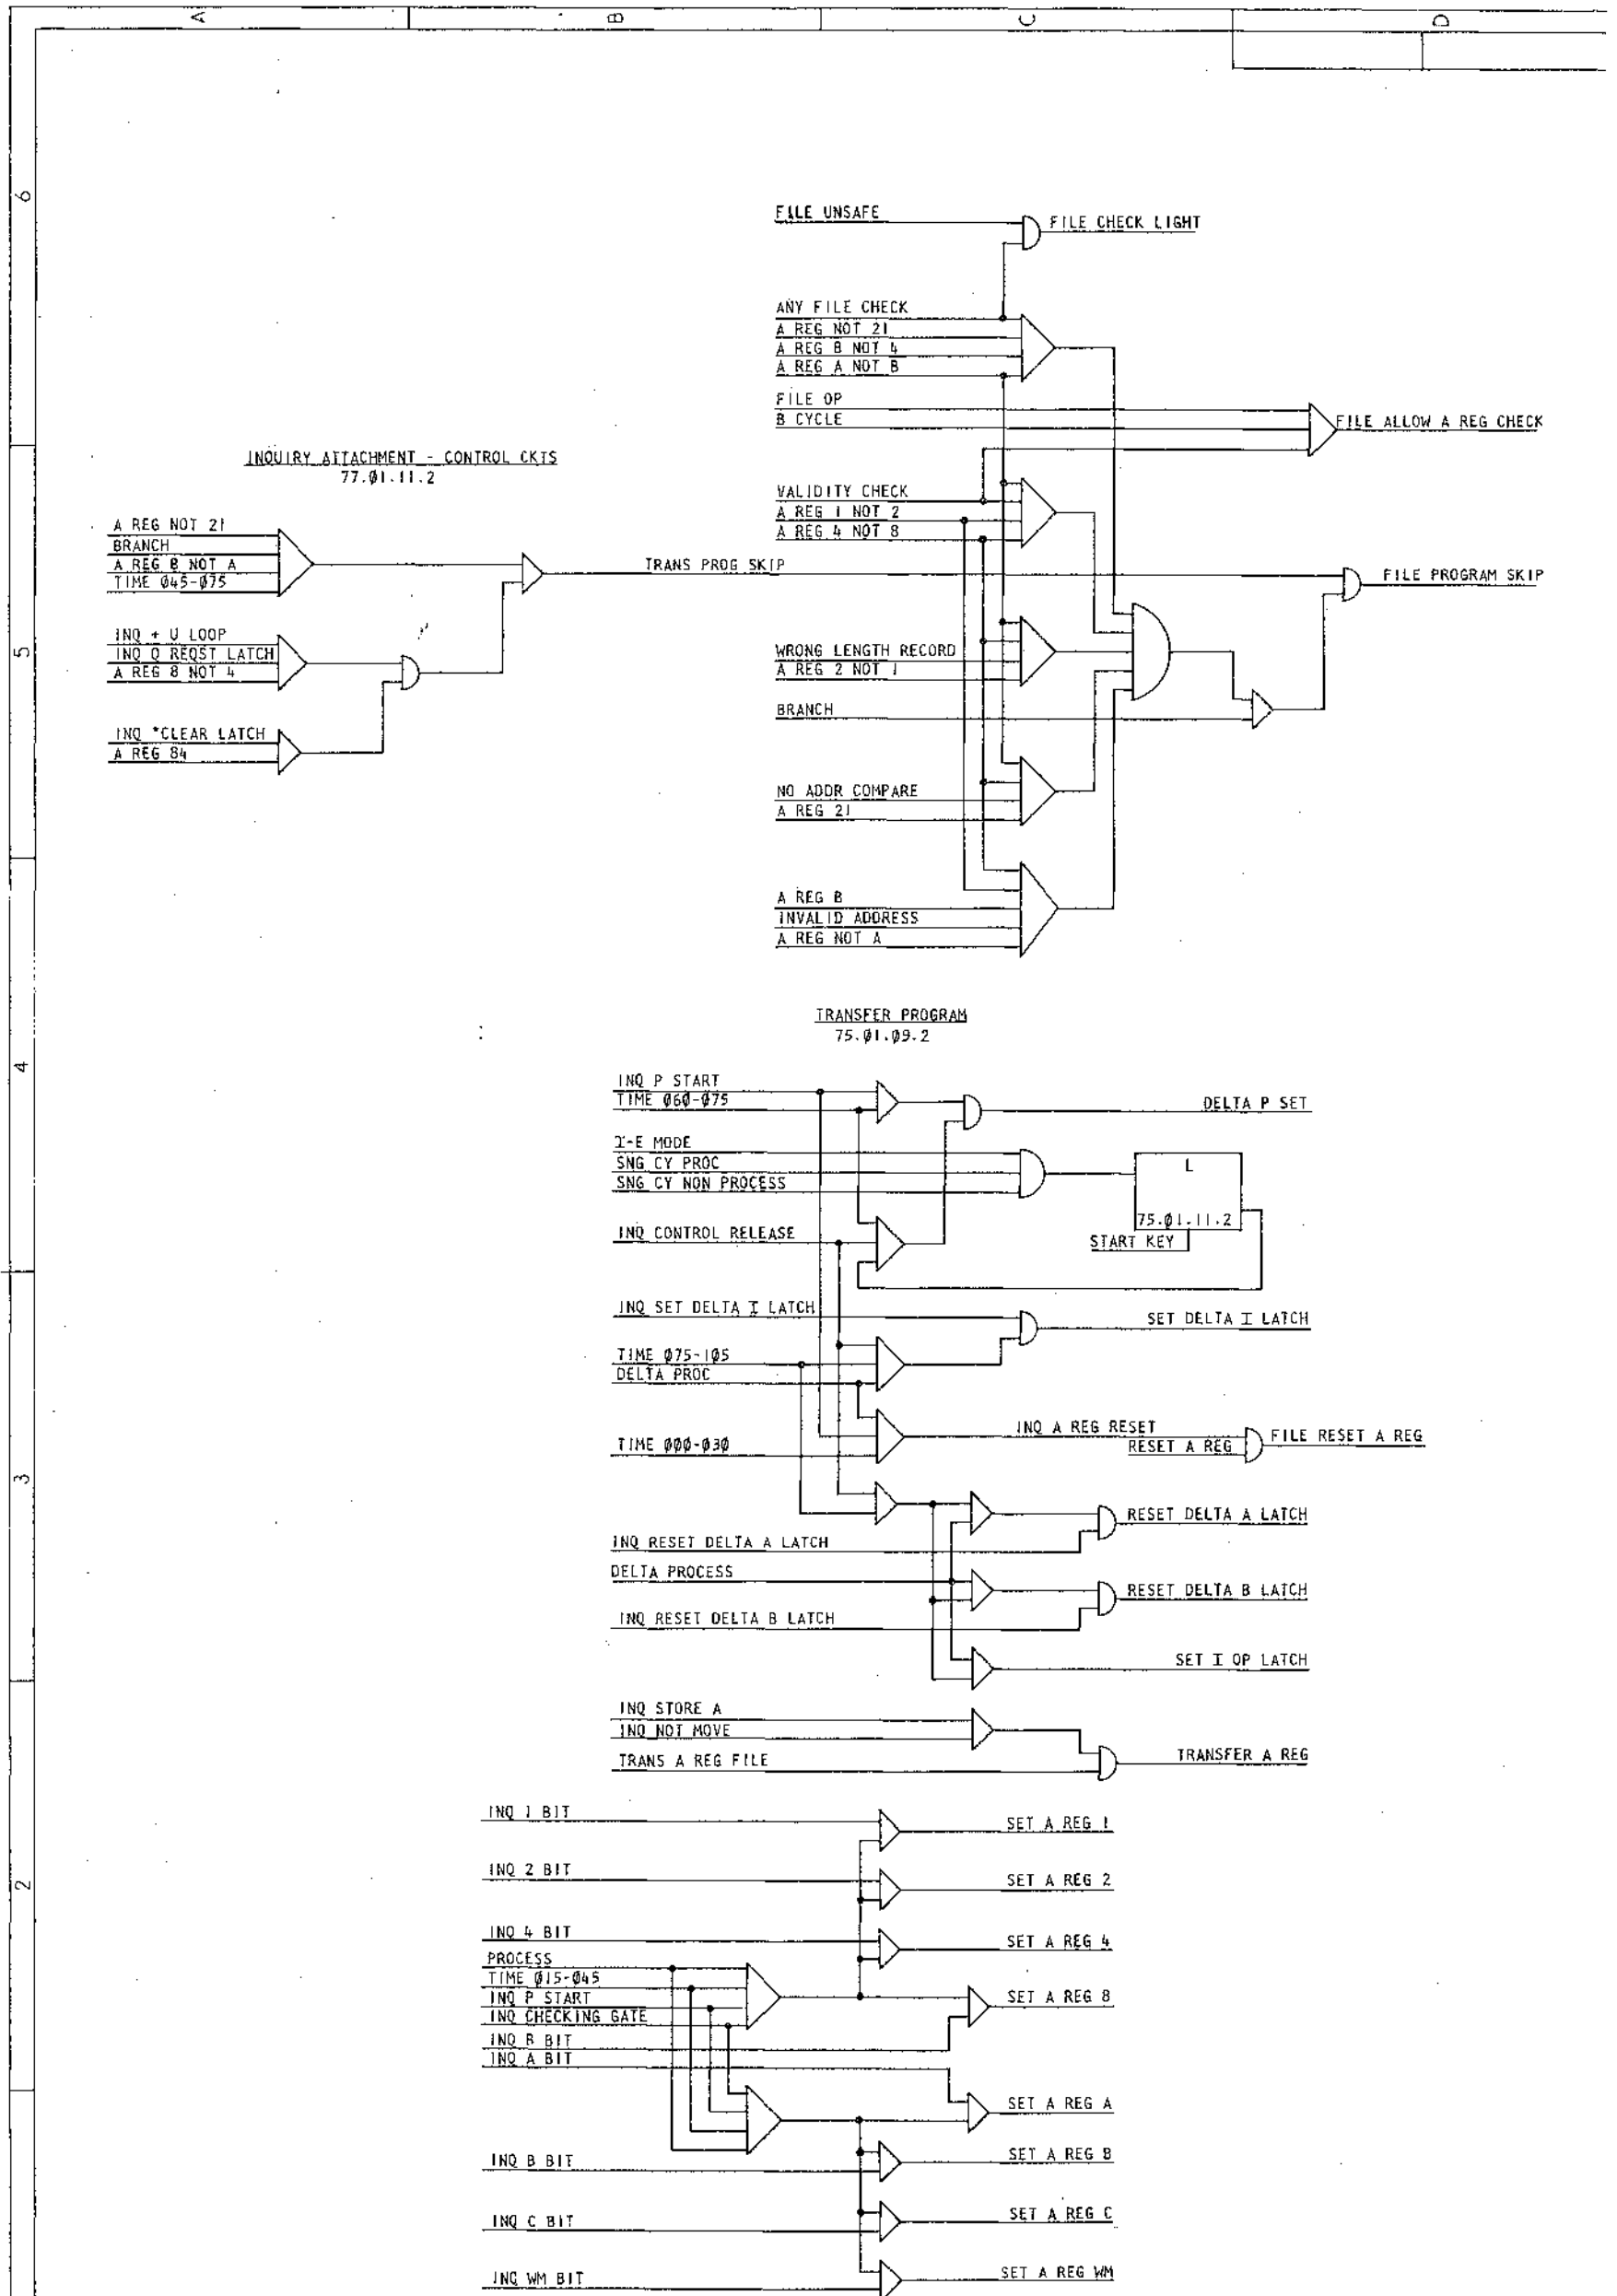 A B C D
6
FILE UNSAFE
FILE CHECK LIGHT
ANY FILE CHECK
A REG NOT 21
A REG 8 NOT 4
A REG A NOT B
FILE OP
B CYCLE
FILE ALLOW A REG CHECK
INQUIRY ATTACHMENT - CONTROL CKTS
77.Ø1.11.2
VALIDITY CHECK
A REG 1 NOT 2
A REG 4 NOT 8
A REG NOT 21
BRANCH
A REG B NOT A
TIME Ø45-Ø75
TRANS PROG SKIP
FILE PROGRAM SKIP
5
INQ + U LOOP
INQ Q REQST LATCH
A REG 8 NOT 4
WRONG LENGTH RECORD
A REG 2 NOT 1
BRANCH
INQ *CLEAR LATCH
A REG 84
NO ADDR COMPARE
A REG 21
A REG B
INVALID ADDRESS
A REG NOT A
TRANSFER PROGRAM
75.Ø1.Ø9.2
4
INQ P START
TIME Ø6Ø-Ø75
DELTA P SET
I-E MODE
SNG CY PROC
SNG CY NON PROCESS
L
75.Ø1.11.2
START KEY
INQ CONTROL RELEASE
INQ SET DELTA I LATCH
SET DELTA I LATCH
TIME Ø75-1Ø5
DELTA PROC
INQ A REG RESET
RESET A REG
FILE RESET A REG
TIME ØØØ-Ø3Ø
3
RESET DELTA A LATCH
INQ RESET DELTA A LATCH
DELTA PROCESS
RESET DELTA B LATCH
INQ RESET DELTA B LATCH
SET I OP LATCH
INQ STORE A
INQ NOT MOVE
TRANS A REG FILE
TRANSFER A REG
INQ 1 BIT
SET A REG 1
2
INQ 2 BIT
SET A REG 2
INQ 4 BIT
SET A REG 4
PROCESS
TIME Ø15-Ø45
INQ P START
INQ CHECKING GATE
SET A REG 8
INQ 8 BIT
INQ A BIT
SET A REG A
INQ B BIT
SET A REG B
INQ C BIT
SET A REG C
INQ WM BIT
SET A REG WM